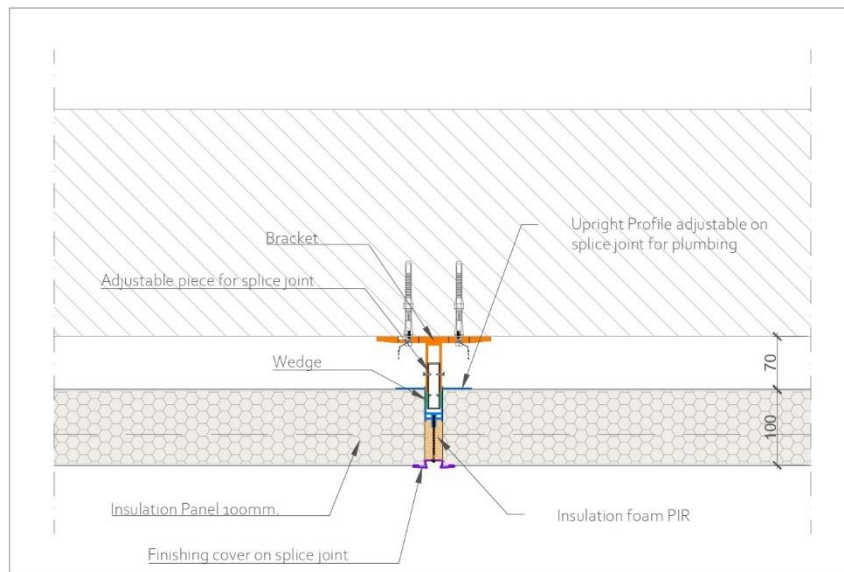 Upright Profile adjustable on
splice joint for plumbing
Bracket
Adjustable piece for splice joint
Wedge
70
100
Insulation Panel 100mm.
Insulation foam PIR
Finishing cover on splice joint